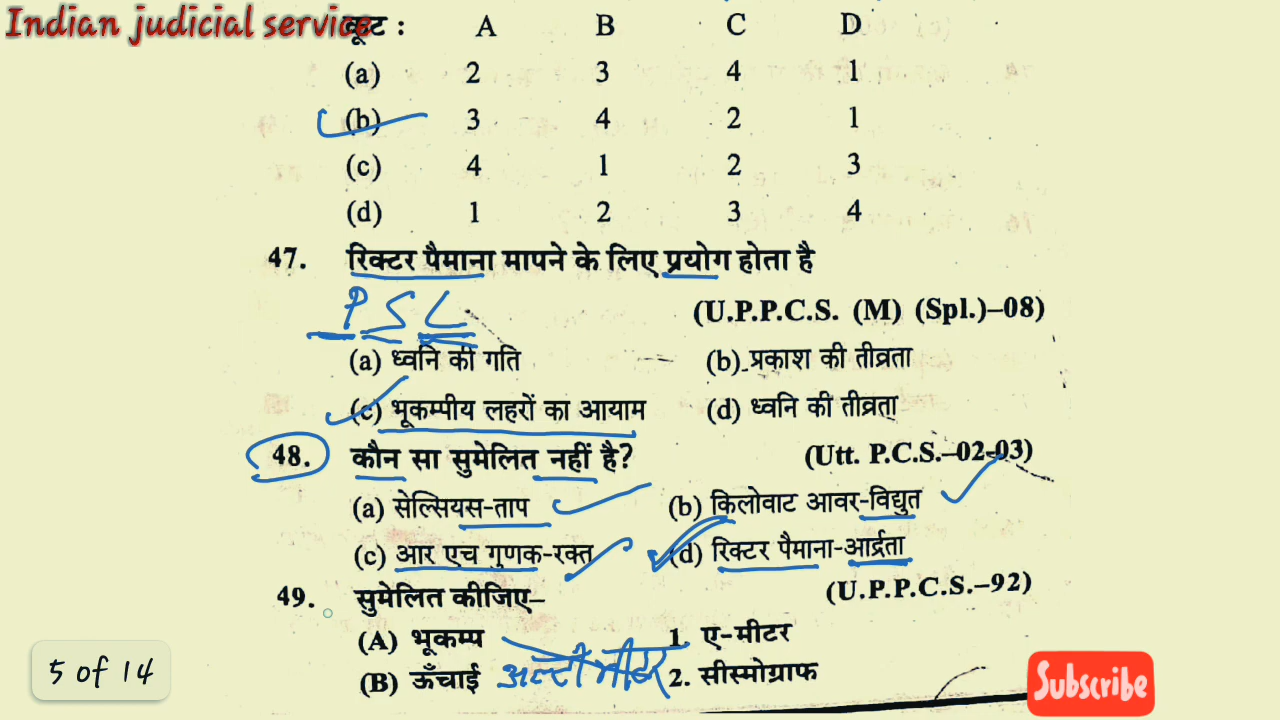 Indian judicial service
कूट : A B C D
(a) 2 3 4 1
(b) 3 4 2 1
(c) 4 1 2 3
(d) 1 2 3 4
47. रिक्टर पैमाना मापने के लिए प्रयोग होता है
P S L
(U.P.P.C.S. (M) (Spl.)–08)
(a) ध्वनि की गति (b) प्रकाश की तीव्रता
(c) भूकम्पीय लहरों का आयाम (d) ध्वनि की तीव्रता
48. कौन सा सुमेलित नहीं है? (Utt. P.C.S.–02-03)
(a) सेल्सियस-ताप (b) किलोवाट आवर-विद्युत
(c) आर एच गुणक-रक्त (d) रिक्टर पैमाना-आर्द्रता
49. सुमेलित कीजिए– (U.P.P.C.S.–92)
(A) भूकम्प 1. ए-मीटर
(B) ऊँचाई अल्टीमीटर 2. सीस्मोग्राफ
5 of 14
Subscribe